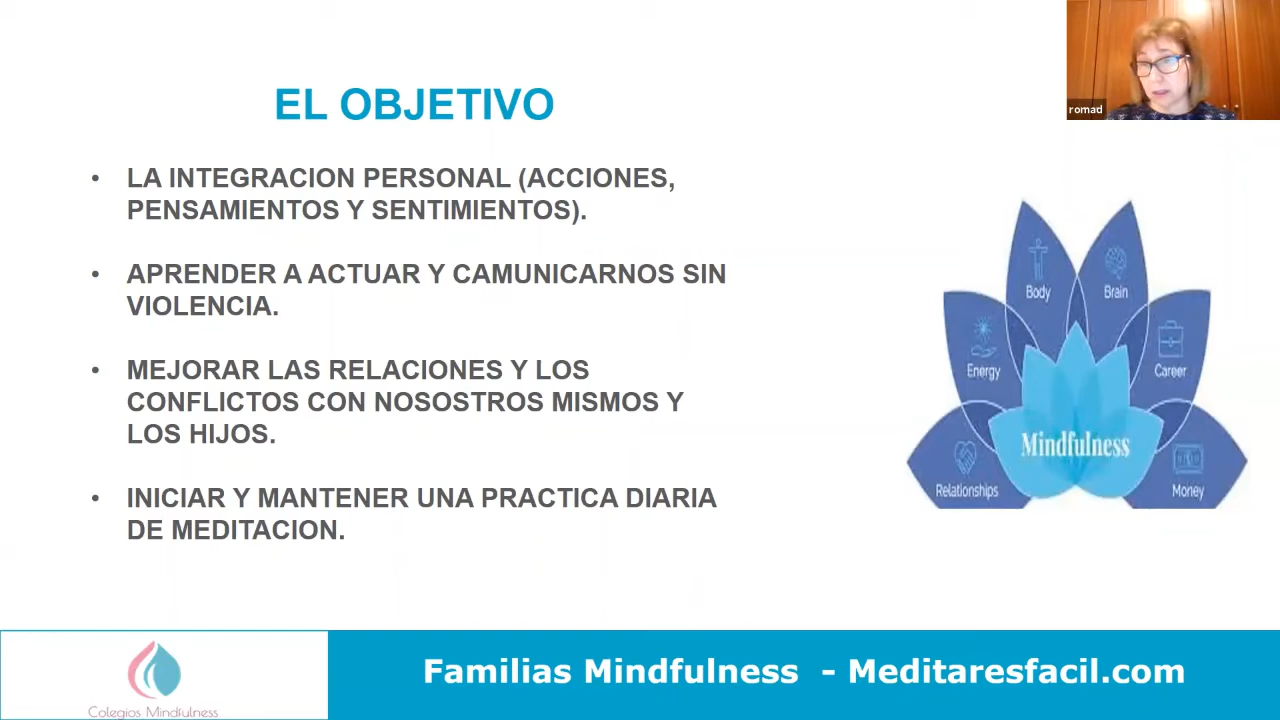 romad
EL OBJETIVO
• LA INTEGRACION PERSONAL (ACCIONES,
PENSAMIENTOS Y SENTIMIENTOS).
• APRENDER A ACTUAR Y CAMUNICARNOS SIN
VIOLENCIA.
• MEJORAR LAS RELACIONES Y LOS
CONFLICTOS CON NOSOSTROS MISMOS Y
LOS HIJOS.
• INICIAR Y MANTENER UNA PRACTICA DIARIA
DE MEDITACION.
Body
Brain
Energy
Career
Mindfulness
Relationships
Money
Colegios Mindfulness
Familias Mindfulness - Meditaresfacil.com